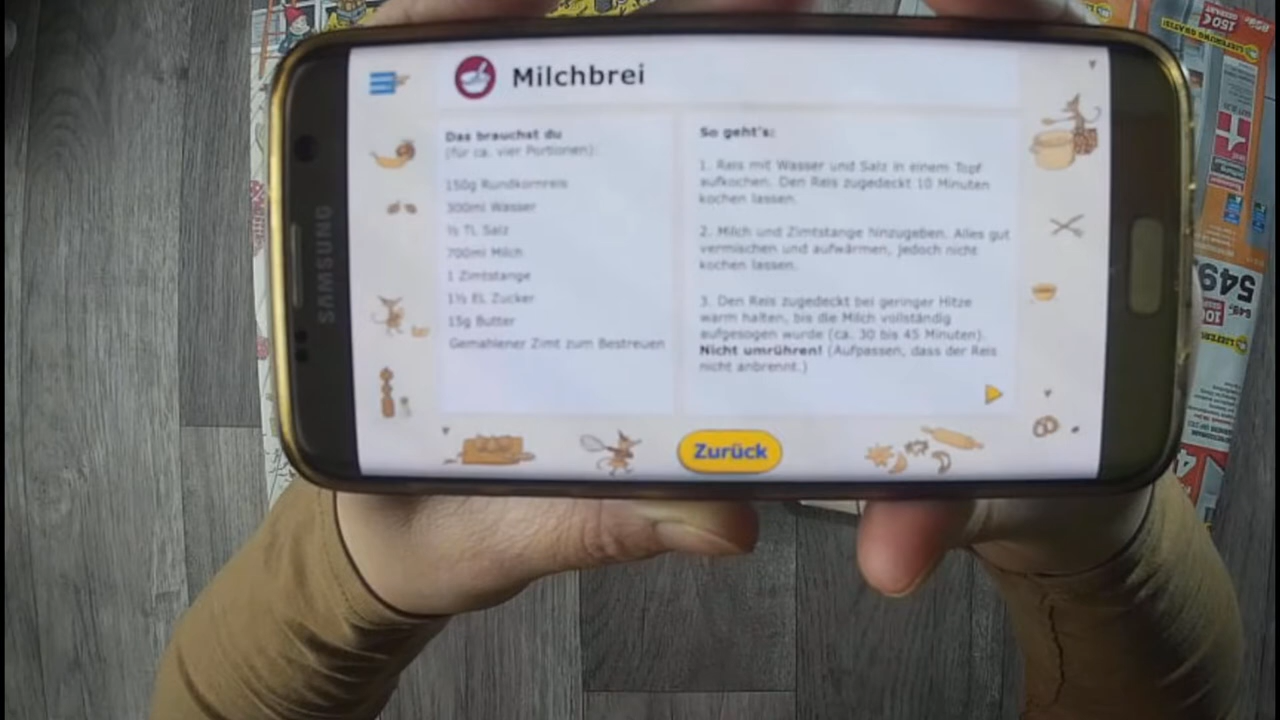 Milchbrei
Das brauchst du
(für ca. vier Portionen):
150g Rundkornreis
300ml Wasser
½ TL Salz
700ml Milch
1 Zimtstange
1½ EL Zucker
15g Butter
Gemahlener Zimt zum Bestreuen
So geht's:
1. Reis mit Wasser und Salz in einem Topf
aufkochen. Den Reis zugedeckt 10 Minuten
kochen lassen.
2. Milch und Zimtstange hinzugeben. Alles gut
vermischen und aufwärmen, jedoch nicht
kochen lassen.
3. Den Reis zugedeckt bei geringer Hitze
warm halten, bis die Milch vollständig
aufgesogen wurde (ca. 30 bis 45 Minuten).
Nicht umrühren! (Aufpassen, dass der Reis
nicht anbrennt.)
Zurück
SAMSUNG
150€
LIEFERUNG GRATIS!
549,-